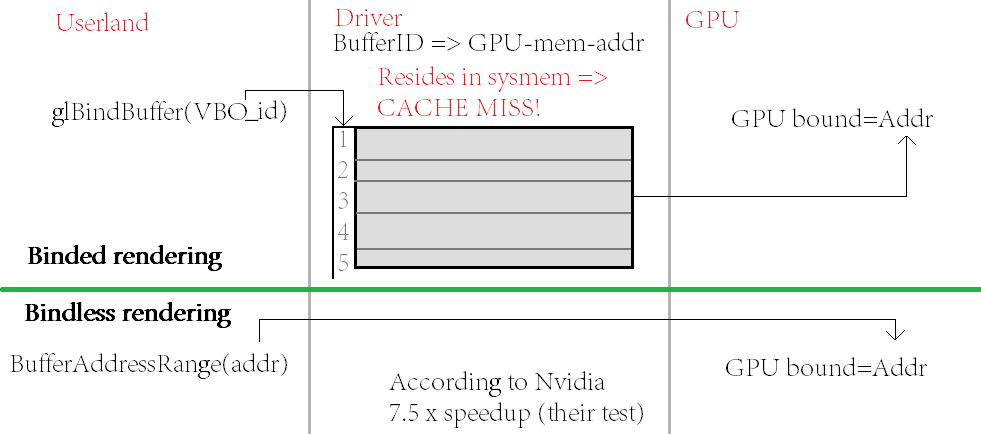 Userland
Driver
GPU
BufferID => GPU-mem-addr
Resides in sysmem =>
CACHE MISS!
glBindBuffer(VBO_id)
GPU bound=Addr
1
2
3
4
5
Binded rendering
Bindless rendering
BufferAddressRange(addr)
GPU bound=Addr
According to Nvidia
7.5 x speedup (their test)